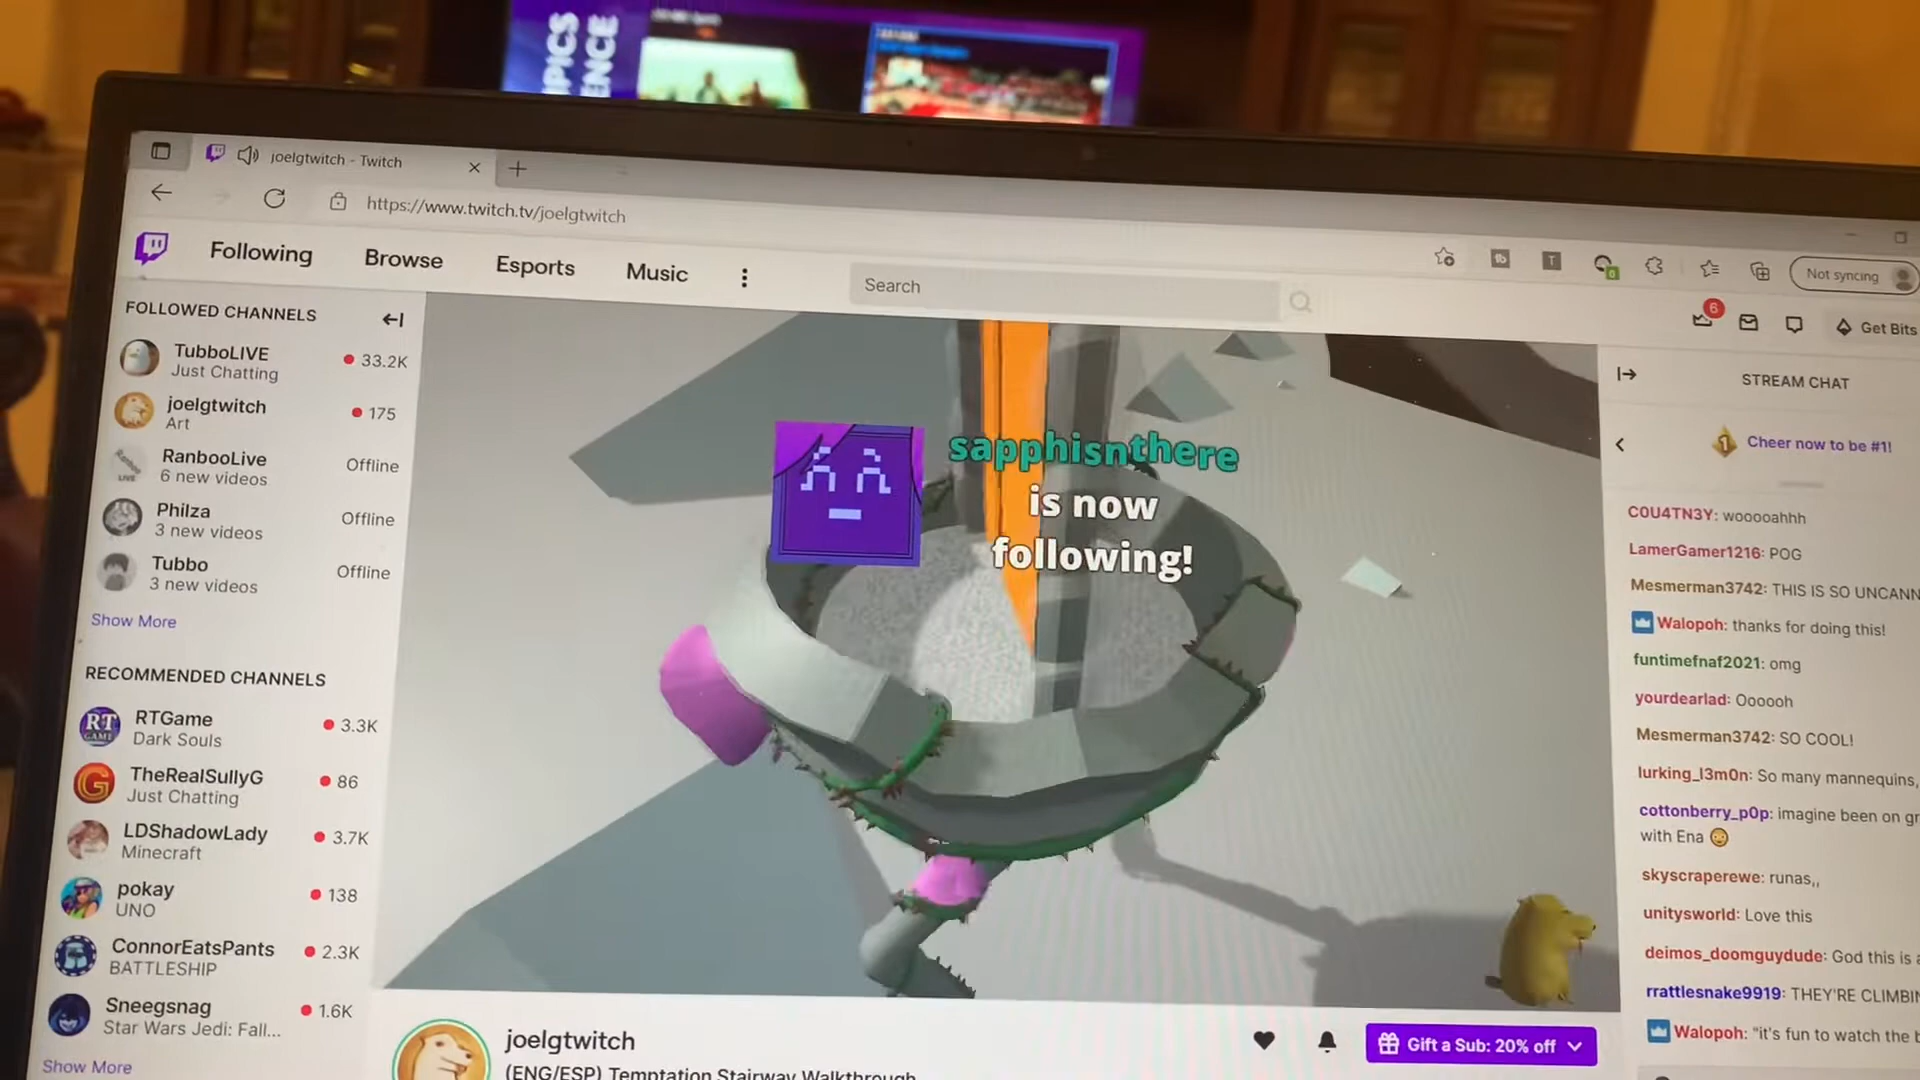 PICS
ENCE
joelgtwitch - Twitch
https://www.twitch.tv/joelgtwitch
Not syncing
Following
Browse
Esports
Music
Search
6
Get Bits
FOLLOWED CHANNELS
TubboLIVE
Just Chatting
33.2K
joelgtwitch
Art
175
RanbooLive
6 new videos
Offline
Philza
3 new videos
Offline
Tubbo
3 new videos
Offline
Show More
RECOMMENDED CHANNELS
RTGame
Dark Souls
3.3K
TheRealSullyG
Just Chatting
86
LDShadowLady
Minecraft
3.7K
pokay
UNO
138
ConnorEatsPants
BATTLESHIP
2.3K
Sneegsnag
Star Wars Jedi: Fall...
1.6K
Show More
sapphisnthere
is now
following!
joelgtwitch
(ENG/ESP) Temptation Stairway Walkthrough
Gift a Sub: 20% off
STREAM CHAT
1
Cheer now to be #1!
C0U4TN3Y: wooooahhh
LamerGamer1216: POG
Mesmerman3742: THIS IS SO UNCANN
Walopoh: thanks for doing this!
funtimefnaf2021: omg
yourdearlad: Oooooh
Mesmerman3742: SO COOL!
lurking_l3m0n: So many mannequins,
cottonberry_p0p: imagine been on gr
with Ena 😳
skyscraperewe: runas,,
unitysworld: Love this
deimos_doomguydude: God this is a
rrattlesnake9919: THEY'RE CLIMBIN
Walopoh: "it's fun to watch the b